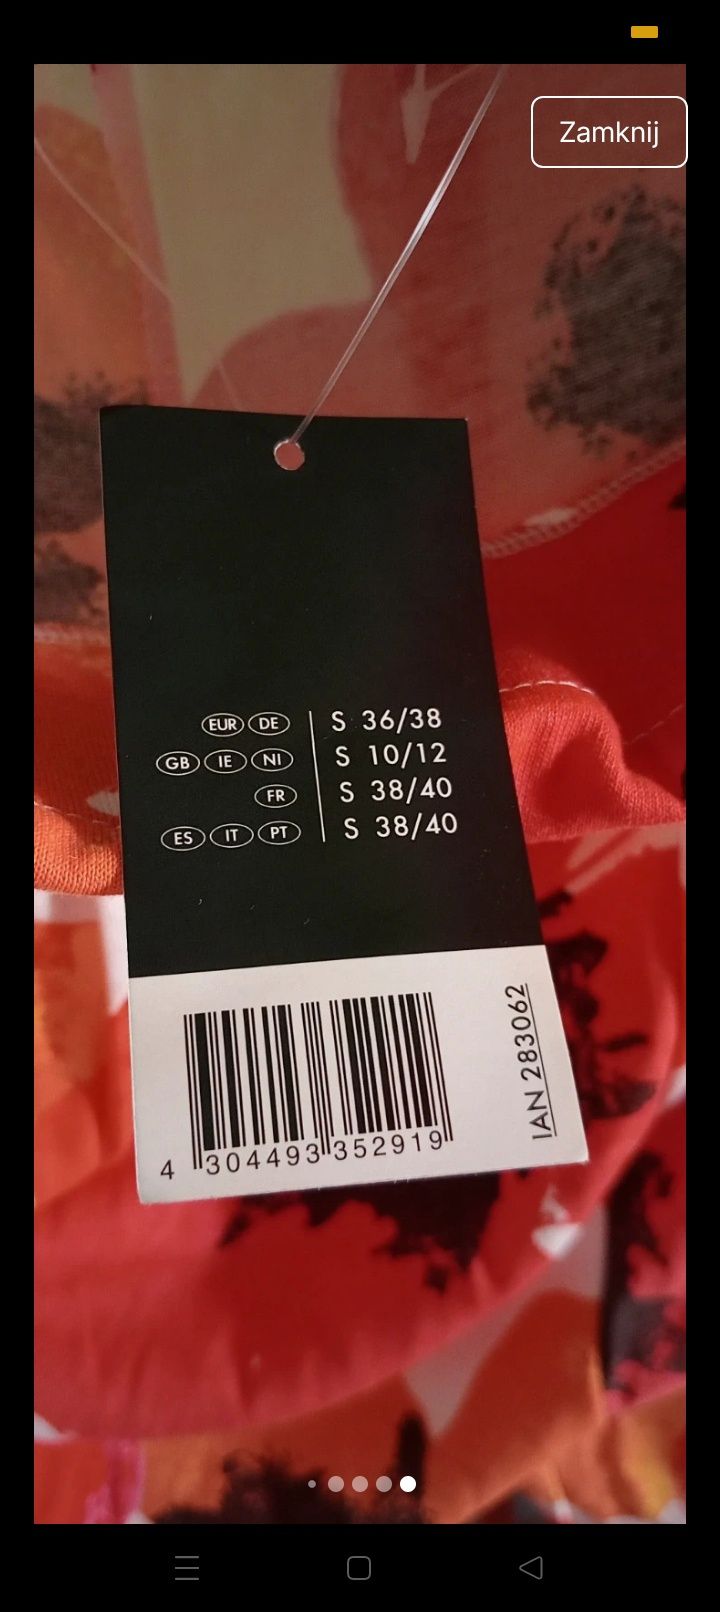 Zamknij
EUR DE S 36/38
GB IE NI S 10/12
FR S 38/40
ES IT PT S 38/40
IAN 283062
4 304493 352919